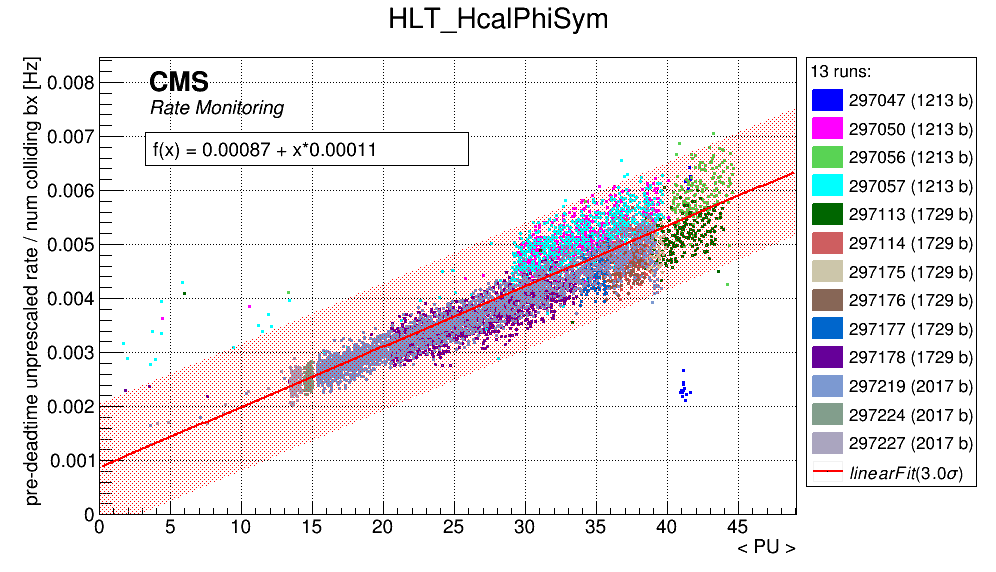 HLT_HcalPhiSym
CMS
Rate Monitoring
f(x) = 0.00087 + x*0.00011
pre-deadtime unprescaled rate / num colliding bx [Hz]
0.008
0.007
0.006
0.005
0.004
0.003
0.002
0.001
0
0 5 10 15 20 25 30 35 40 45
< PU >
13 runs:
297047 (1213 b)
297050 (1213 b)
297056 (1213 b)
297057 (1213 b)
297113 (1729 b)
297114 (1729 b)
297175 (1729 b)
297176 (1729 b)
297177 (1729 b)
297178 (1729 b)
297219 (2017 b)
297224 (2017 b)
297227 (2017 b)
linearFit(3.0σ)